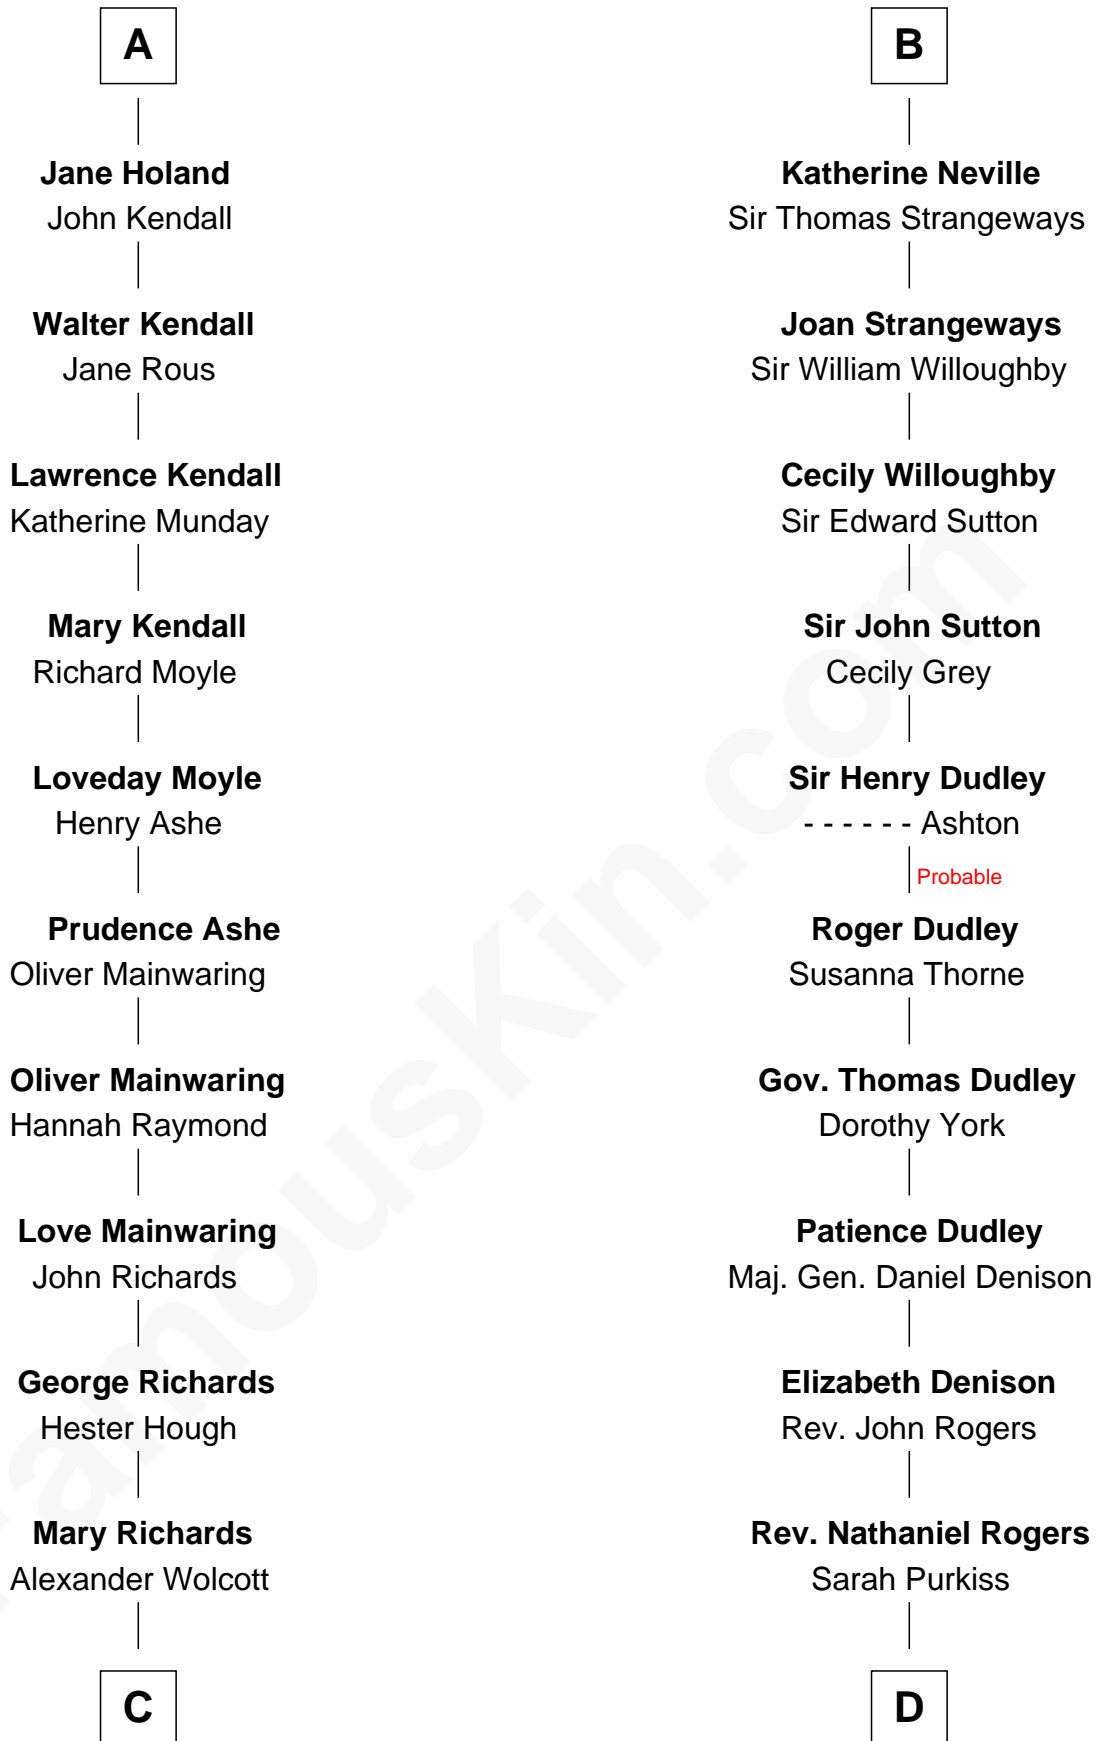 A
Jane Holand
John Kendall
Walter Kendall
Jane Rous
Lawrence Kendall
Katherine Munday
Mary Kendall
Richard Moyle
Loveday Moyle
Henry Ashe
Prudence Ashe
Oliver Mainwaring
Oliver Mainwaring
Hannah Raymond
Love Mainwaring
John Richards
George Richards
Hester Hough
Mary Richards
Alexander Wolcott
C
B
Katherine Neville
Sir Thomas Strangeways
Joan Strangeways
Sir William Willoughby
Cecily Willoughby
Sir Edward Sutton
Sir John Sutton
Cecily Grey
Sir Henry Dudley
- - - - - - Ashton
Probable
Roger Dudley
Susanna Thorne
Gov. Thomas Dudley
Dorothy York
Patience Dudley
Maj. Gen. Daniel Denison
Elizabeth Denison
Rev. John Rogers
Rev. Nathaniel Rogers
Sarah Purkiss
D
FamousKin.com